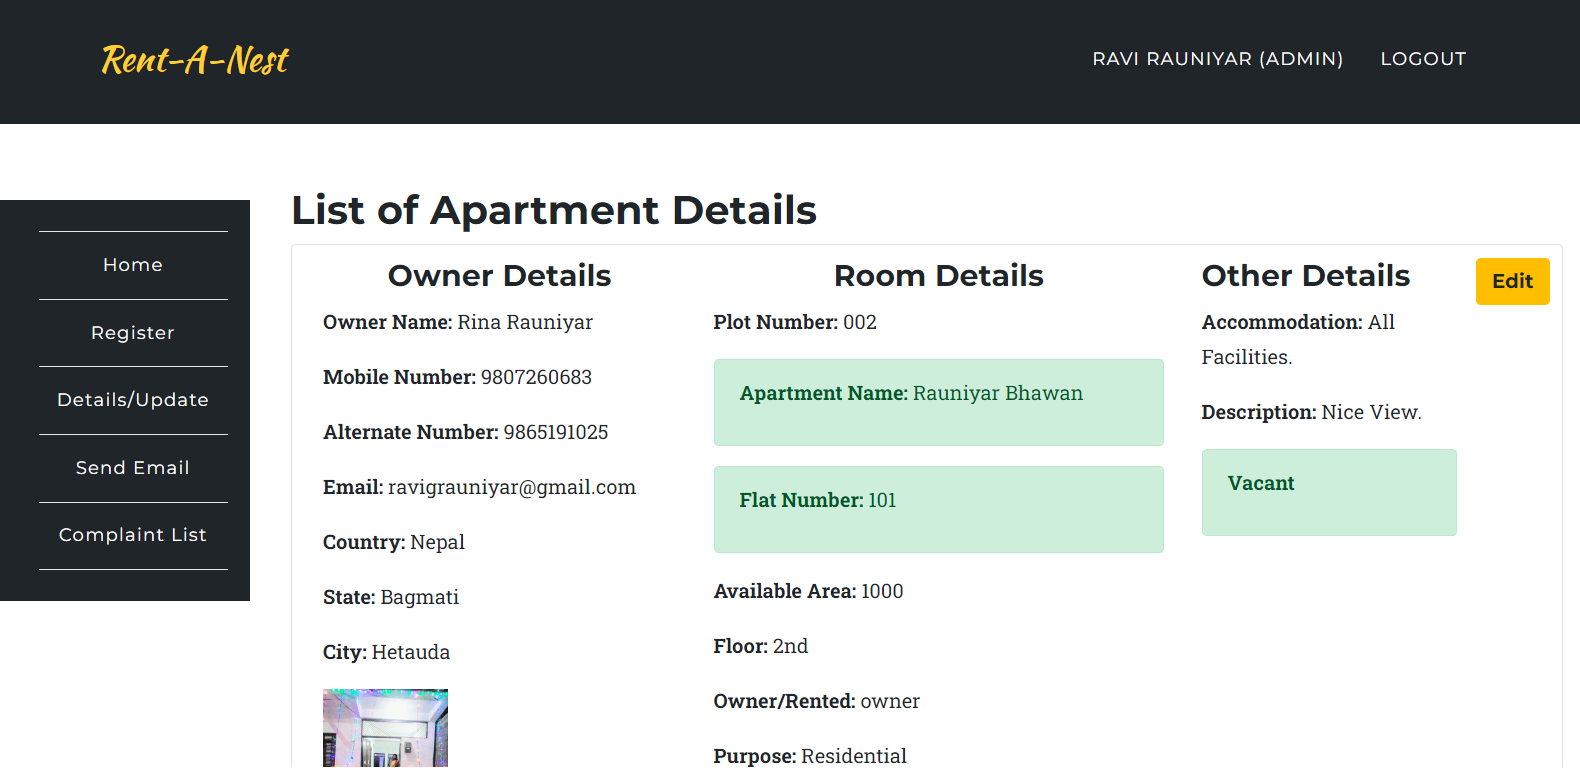 Rent-A-Nest
RAVI RAUNIYAR (ADMIN)
LOGOUT
Home
Register
Details/Update
Send Email
Complaint List
List of Apartment Details
Owner Details
Owner Name: Rina Rauniyar
Mobile Number: 9807260683
Alternate Number: 9865191025
Email: ravigrauniyar@gmail.com
Country: Nepal
State: Bagmati
City: Hetauda
Room Details
Plot Number: 002
Apartment Name: Rauniyar Bhawan
Flat Number: 101
Available Area: 1000
Floor: 2nd
Owner/Rented: owner
Purpose: Residential
Other Details
Accommodation: All
Facilities.
Description: Nice View.
Vacant
Edit